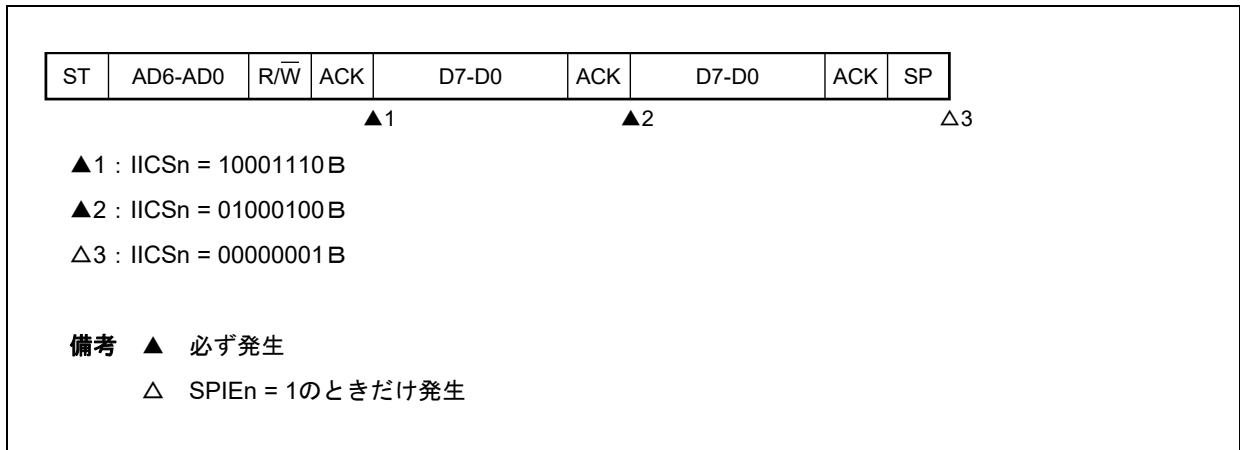 ST AD6-AD0 R/W̅ ACK D7-D0 ACK D7-D0 ACK SP
▲1 ▲2 △3
▲1：IICSn = 10001110B
▲2：IICSn = 01000100B
△3：IICSn = 00000001B
備考 ▲ 必ず発生
△ SPIEn = 1のときだけ発生